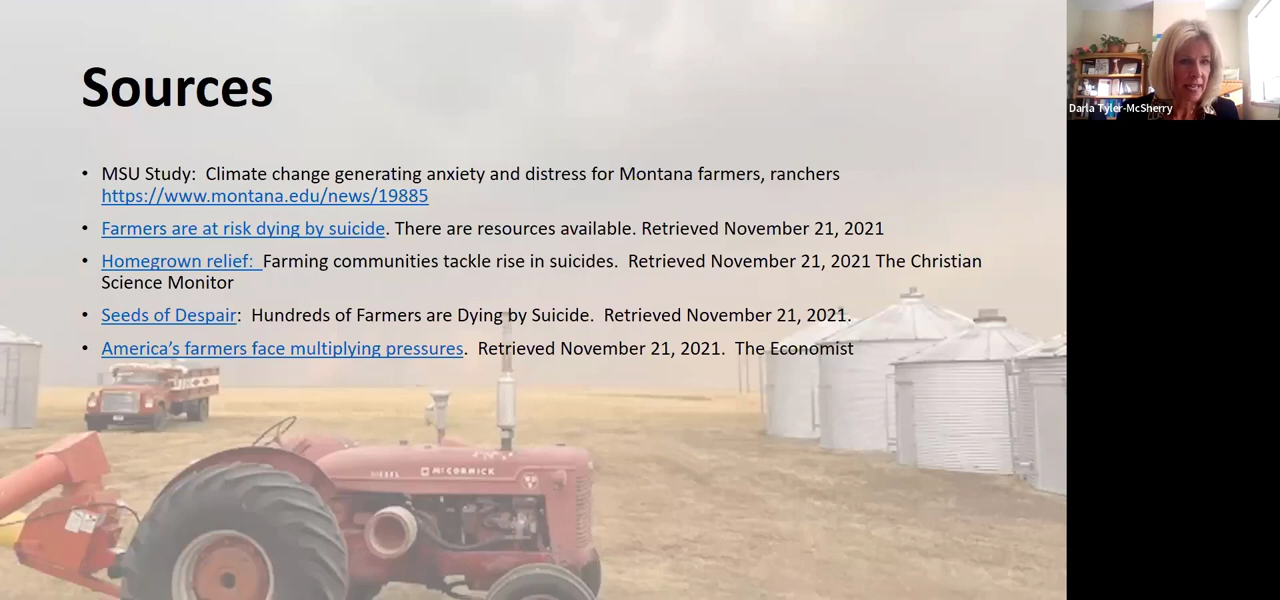 Sources
• MSU Study:  Climate change generating anxiety and distress for Montana farmers, ranchers
https://www.montana.edu/news/19885
• Farmers are at risk dying by suicide. There are resources available. Retrieved November 21, 2021
• Homegrown relief:  Farming communities tackle rise in suicides.  Retrieved November 21, 2021 The Christian
Science Monitor
• Seeds of Despair:  Hundreds of Farmers are Dying by Suicide.  Retrieved November 21, 2021.
• America's farmers face multiplying pressures.  Retrieved November 21, 2021.  The Economist
Darla Tyler-McSherry
DIESEL McCORMICK